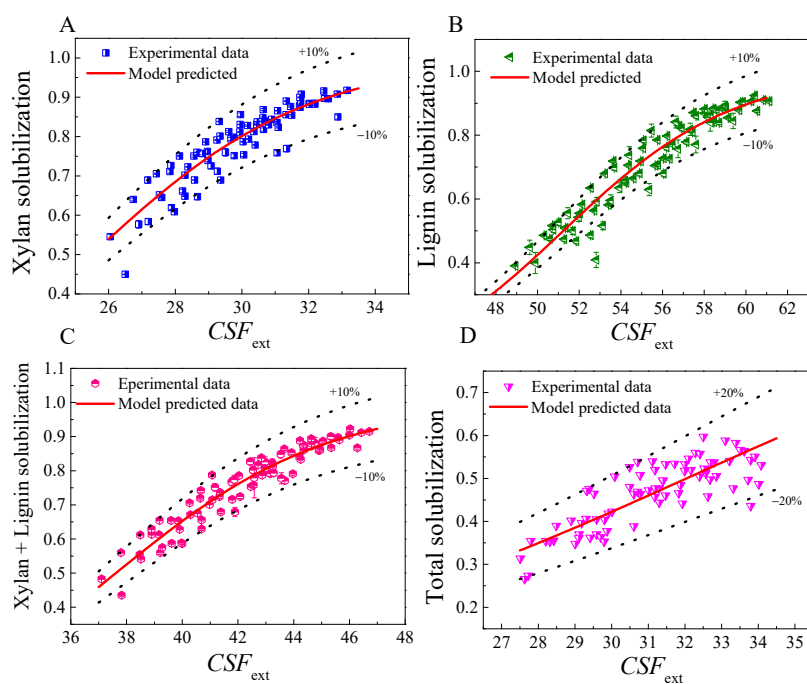 A
Experimental data
Model predicted
+10%
−10%
Xylan solubilization
1.1
1.0
0.9
0.8
0.7
0.6
0.5
0.4
26 28 30 32 34
CSFext
B
Experimental data
Model predicted
+10%
−10%
Lignin solubilization
1.0
0.8
0.6
0.4
48 50 52 54 56 58 60 62
CSFext
C
Eperimental data
Model predicted data
+10%
−10%
Xylan + Lignin solubilization
1.1
1.0
0.9
0.8
0.7
0.6
0.5
0.4
36 38 40 42 44 46 48
CSFext
D
Experimental data
Model predicted data
+20%
−20%
Total solubilization
0.7
0.6
0.5
0.4
0.3
0.2
27 28 29 30 31 32 33 34 35
CSFext